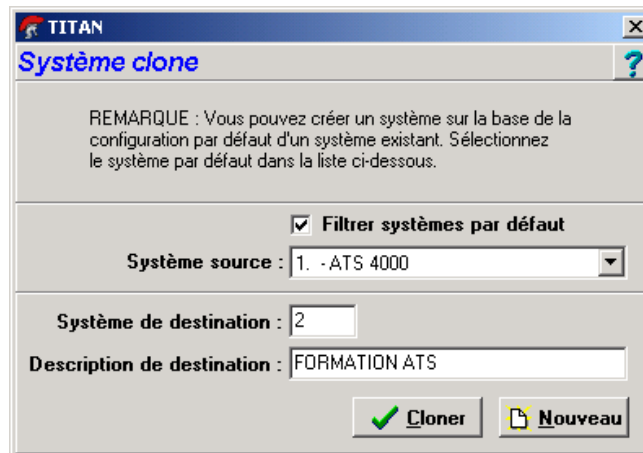 TITAN
Système clone
?
REMARQUE : Vous pouvez créer un système sur la base de la
configuration par défaut d'un système existant. Sélectionnez
le système par défaut dans la liste ci-dessous.
Filtrer systèmes par défaut
Système source : 1. - ATS 4000
Système de destination : 2
Description de destination : FORMATION ATS
Cloner Nouveau